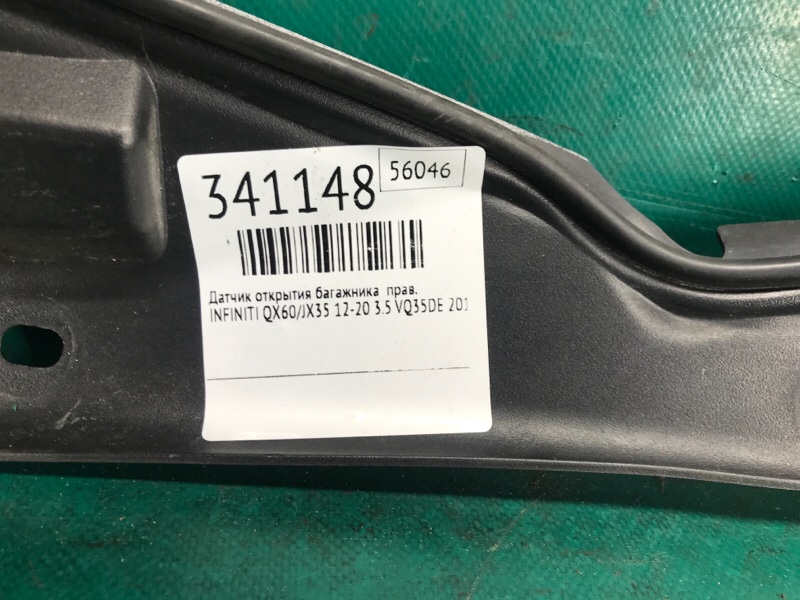 341148
56046
Датчик открытия багажника прав.
INFINITI QX60/JX35 12-20 3.5 VQ35DE 201